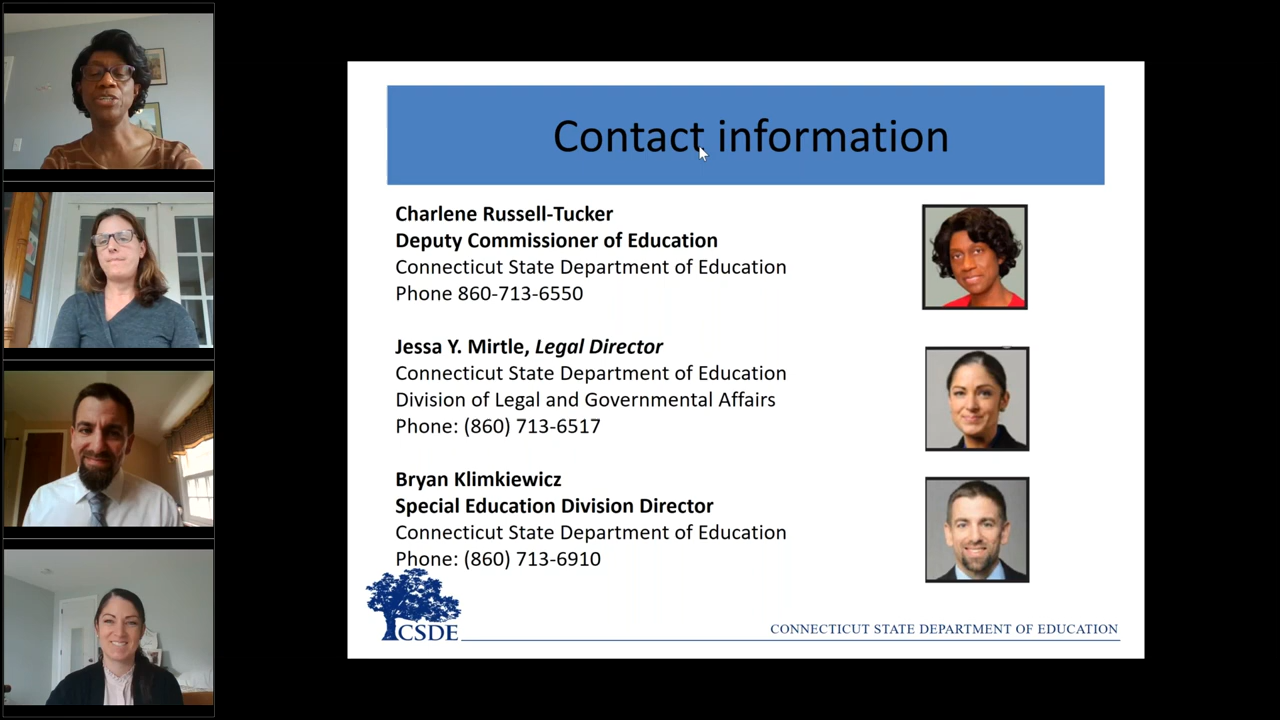 Contact information
Charlene Russell-Tucker
Deputy Commissioner of Education
Connecticut State Department of Education
Phone 860-713-6550
Jessa Y. Mirtle, Legal Director
Connecticut State Department of Education
Division of Legal and Governmental Affairs
Phone: (860) 713-6517
Bryan Klimkiewicz
Special Education Division Director
Connecticut State Department of Education
Phone: (860) 713-6910
CSDE
CONNECTICUT STATE DEPARTMENT OF EDUCATION